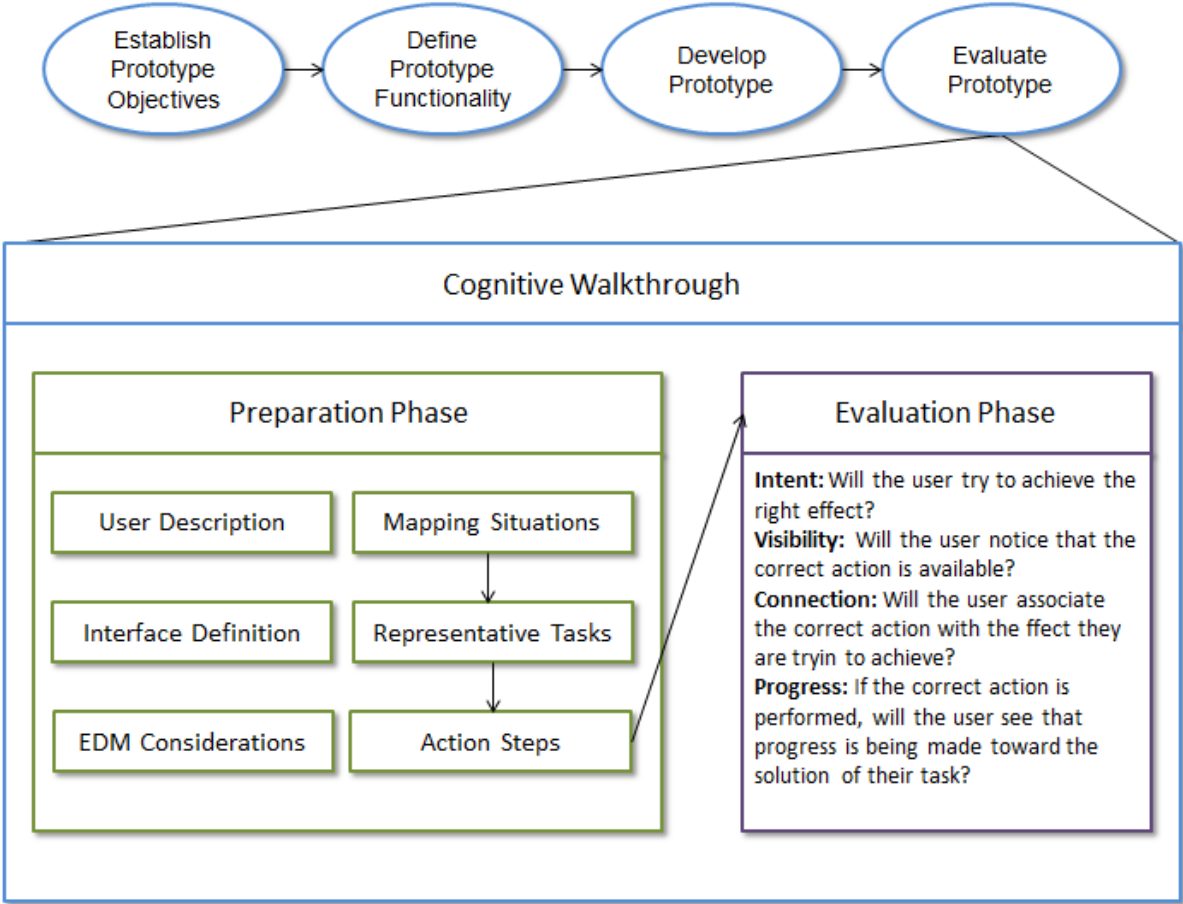 Establish
Prototype
Objectives
Define
Prototype
Functionality
Develop
Prototype
Evaluate
Prototype
Cognitive Walkthrough
Preparation Phase
User Description
Mapping Situations
Interface Definition
Representative Tasks
EDM Considerations
Action Steps
Evaluation Phase
Intent: Will the user try to achieve the
right effect?
Visibility: Will the user notice that the
correct action is available?
Connection: Will the user associate
the correct action with the ffect they
are tryin to achieve?
Progress: If the correct action is
performed, will the user see that
progress is being made toward the
solution of their task?